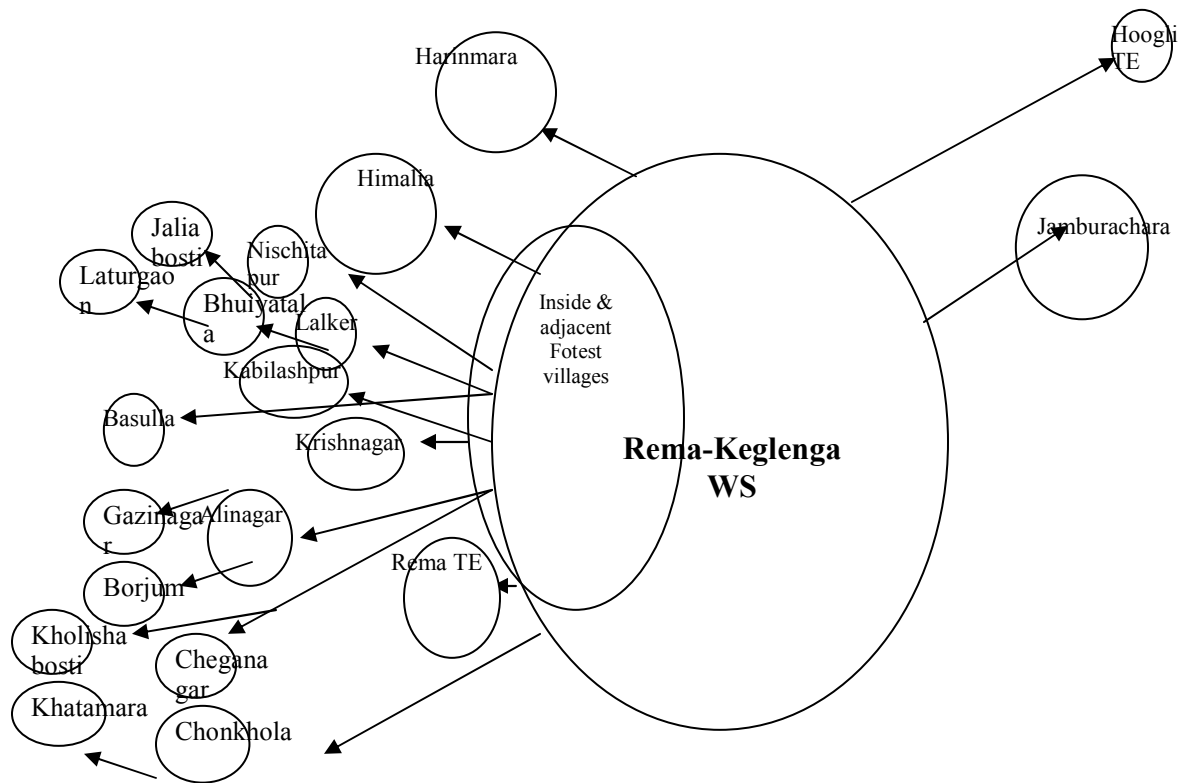 Hoogli
TE
Harinmara
Himalia
Jamburachara
Jalia
bosti
Nischita
pur
Laturgao
n
Bhuiyatal
a
Lalker
Inside &
adjacent
Fotest
villages
Kabilashpur
Basulla
Krishnagar
Rema-Keglenga
WS
Gazinaga
r
Alinagar
Rema TE
Borjum
Kholisha
bosti
Chegana
gar
Khatamara
Chonkhola